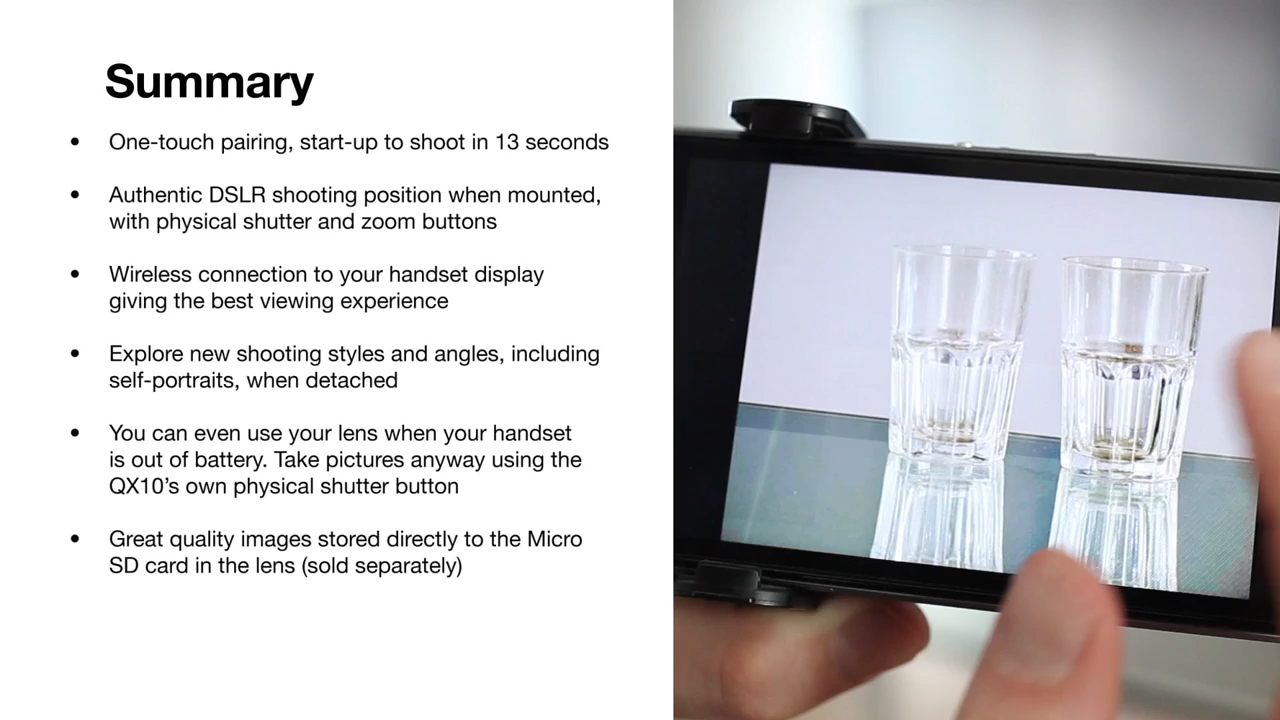 Summary
• One-touch pairing, start-up to shoot in 13 seconds
• Authentic DSLR shooting position when mounted,
with physical shutter and zoom buttons
• Wireless connection to your handset display
giving the best viewing experience
• Explore new shooting styles and angles, including
self-portraits, when detached
• You can even use your lens when your handset
is out of battery. Take pictures anyway using the
QX10’s own physical shutter button
• Great quality images stored directly to the Micro
SD card in the lens (sold separately)